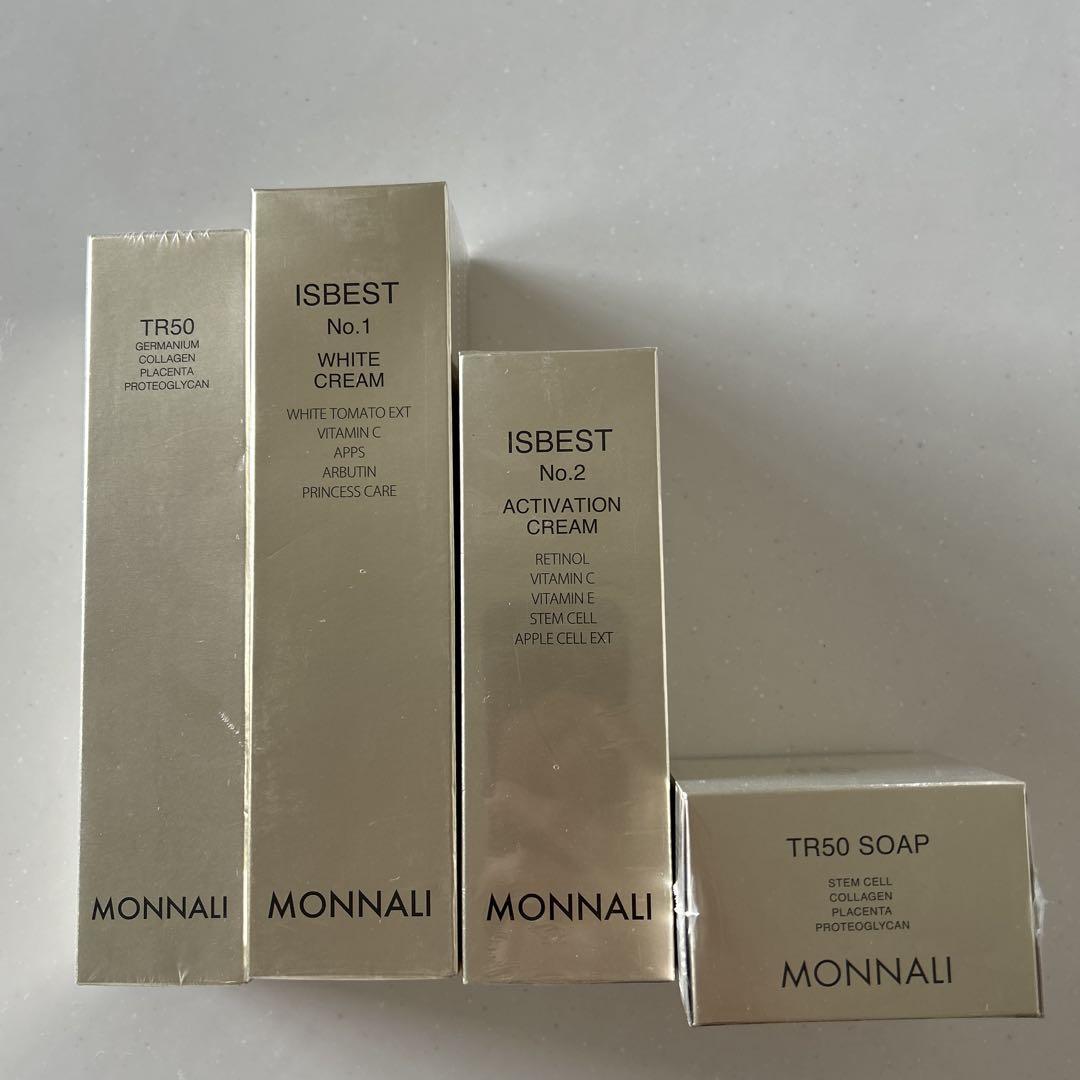 TR50
GERMANIUM
COLLAGEN
PLACENTA
PROTEOGLYCAN
MONNALI
ISBEST
No.1
WHITE
CREAM
WHITE TOMATO EXT
VITAMIN C
APPS
ARBUTIN
PRINCESS CARE
MONNALI
ISBEST
No.2
ACTIVATION
CREAM
RETINOL
VITAMIN C
VITAMIN E
STEM CELL
APPLE CELL EXT
MONNALI
TR50 SOAP
STEM CELL
COLLAGEN
PLACENTA
PROTEOGLYCAN
MONNALI